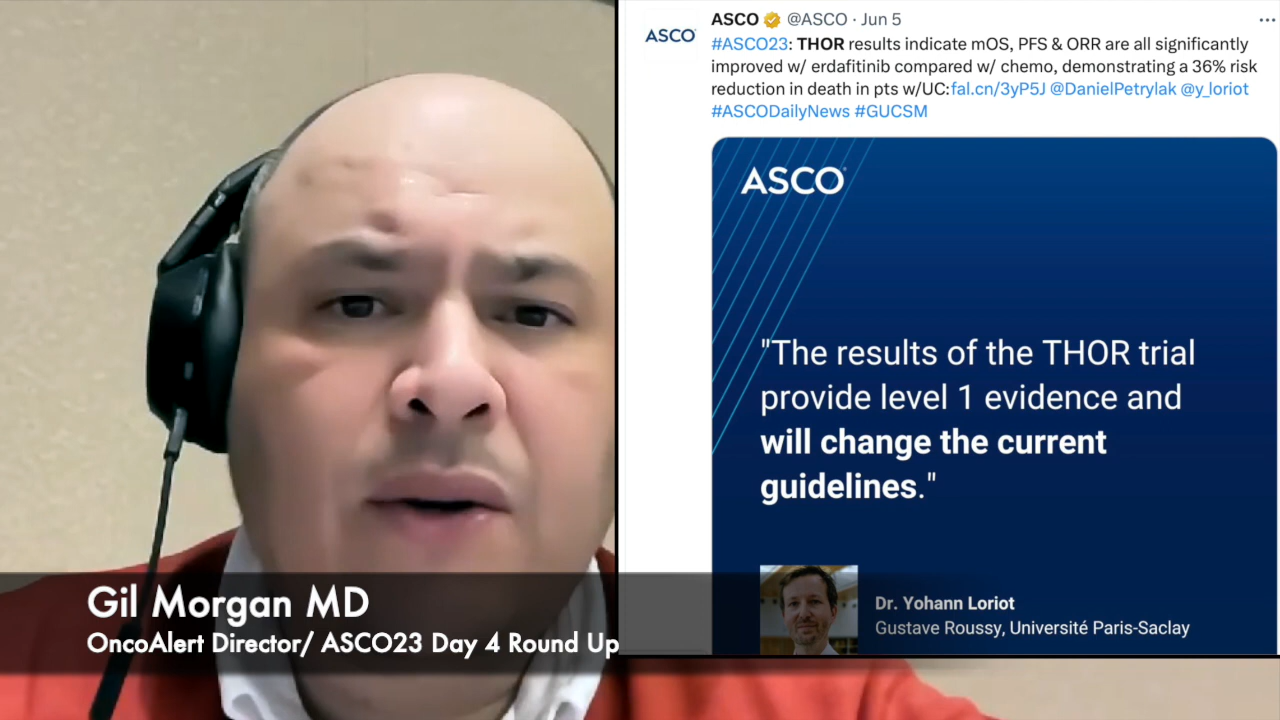 ASCO @ASCO · Jun 5
ASCO
#ASCO23: THOR results indicate mOS, PFS & ORR are all significantly
improved w/ erdafitinib compared w/ chemo, demonstrating a 36% risk
reduction in death in pts w/UC:fal.cn/3yP5J @DanielPetrylak @y_loriot
#ASCODailyNews #GUCSM
ASCO
"The results of the THOR trial
provide level 1 evidence and
will change the current
guidelines."
Dr. Yohann Loriot
Gustave Roussy, Université Paris-Saclay
Gil Morgan MD
OncoAlert Director/ ASCO23 Day 4 Round Up